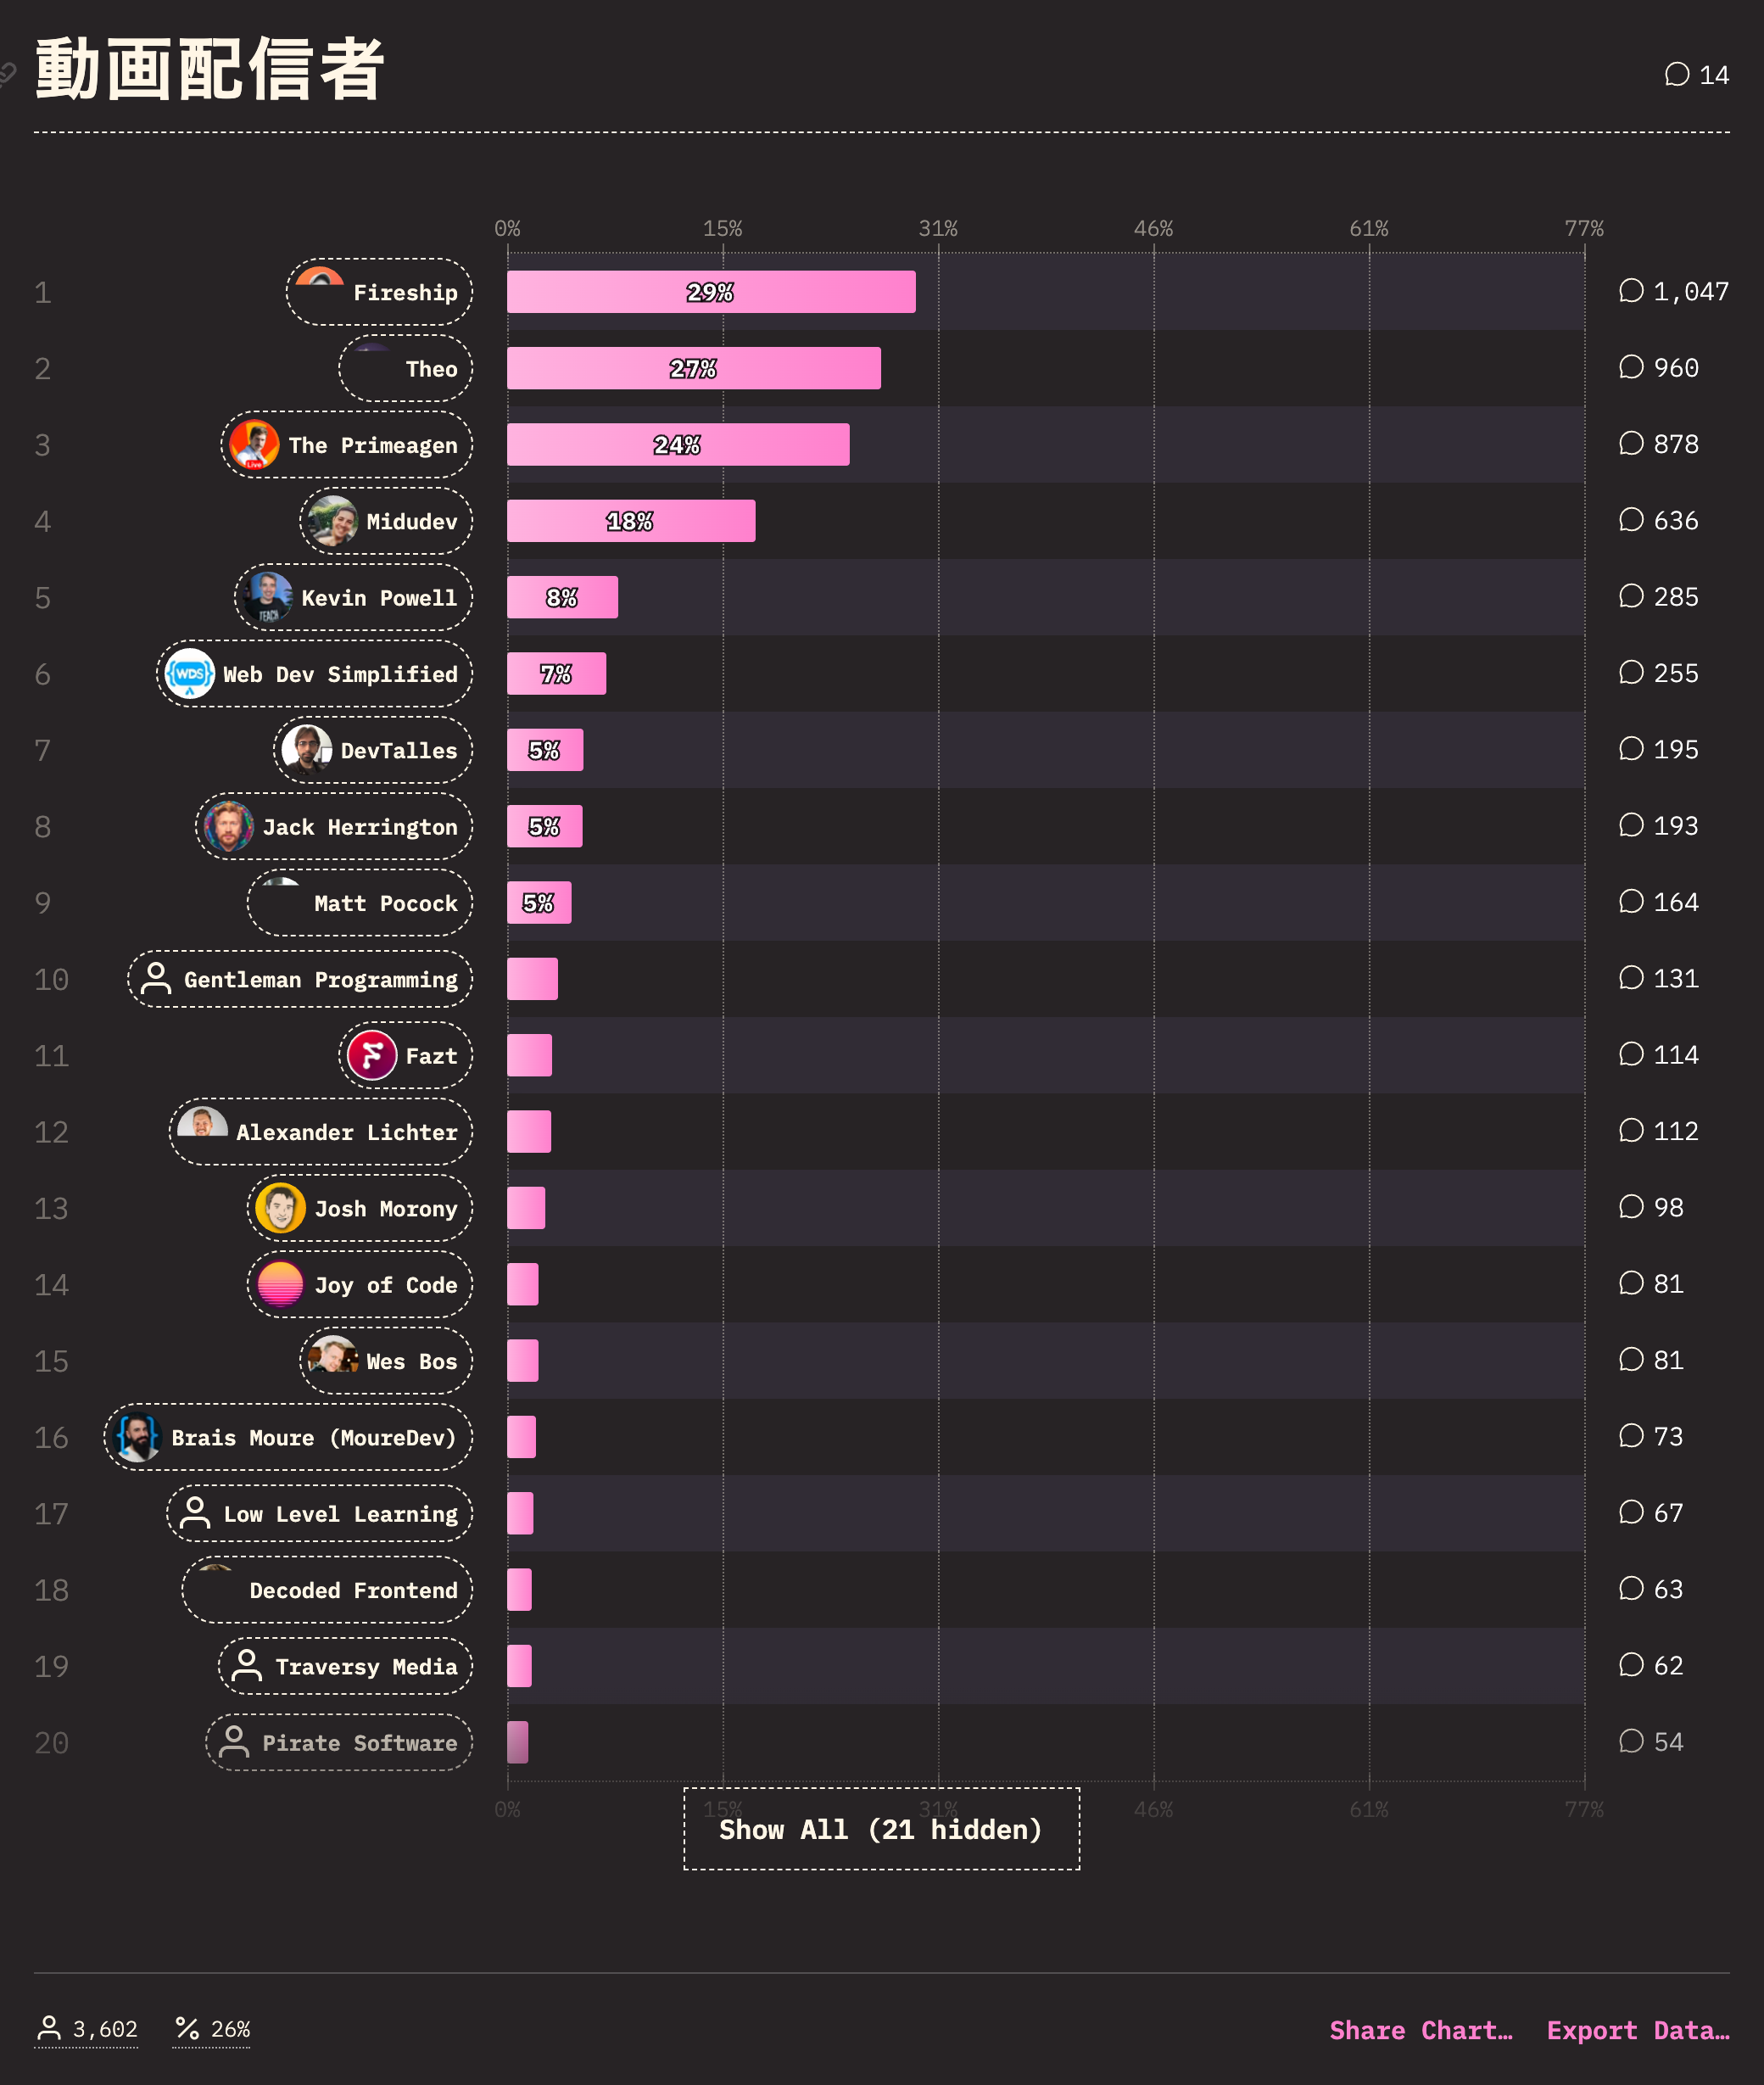 動画配信者
14
0% 15% 31% 46% 61% 77%
1 Fireship 29% 1,047
2 Theo 27% 960
3 The Primeagen 24% 878
4 Midudev 18% 636
5 Kevin Powell 8% 285
6 {WDS} Web Dev Simplified 7% 255
7 DevTalles 5% 195
8 Jack Herrington 5% 193
9 Matt Pocock 5% 164
10 Gentleman Programming 131
11 Fazt 114
12 Alexander Lichter 112
13 Josh Morony 98
14 Joy of Code 81
15 Wes Bos 81
16 Brais Moure (MoureDev) 73
17 Low Level Learning 67
18 Decoded Frontend 63
19 Traversy Media 62
20 Pirate Software 54
0% 15% 31% 46% 61% 77%
Show All (21 hidden)
3,602 % 26% Share Chart… Export Data…